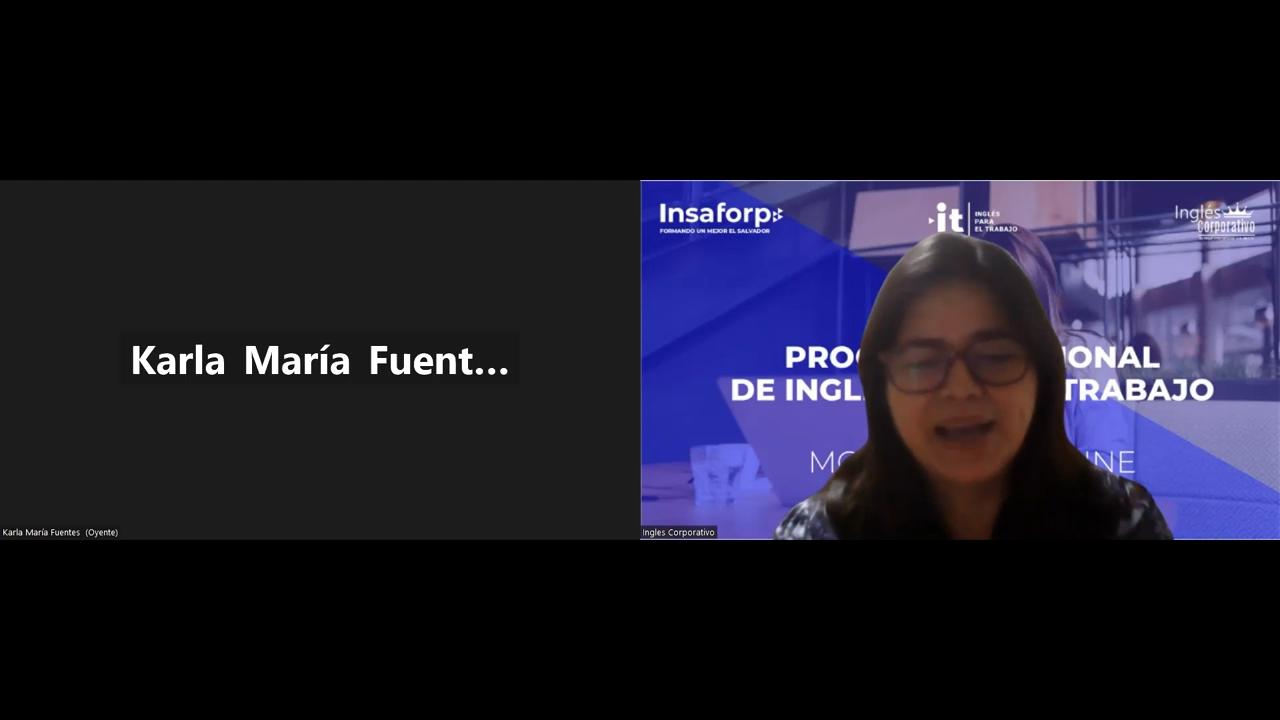 Karla María Fuent...
Karla María Fuentes (Oyente)
Insaforp
FORMANDO UN MEJOR EL SALVADOR
it
INGLÉS
PARA
EL TRABAJO
Inglés
Corporativo
PROG IONAL
DE INGL TRABAJO
MO INE
Ingles Corporativo